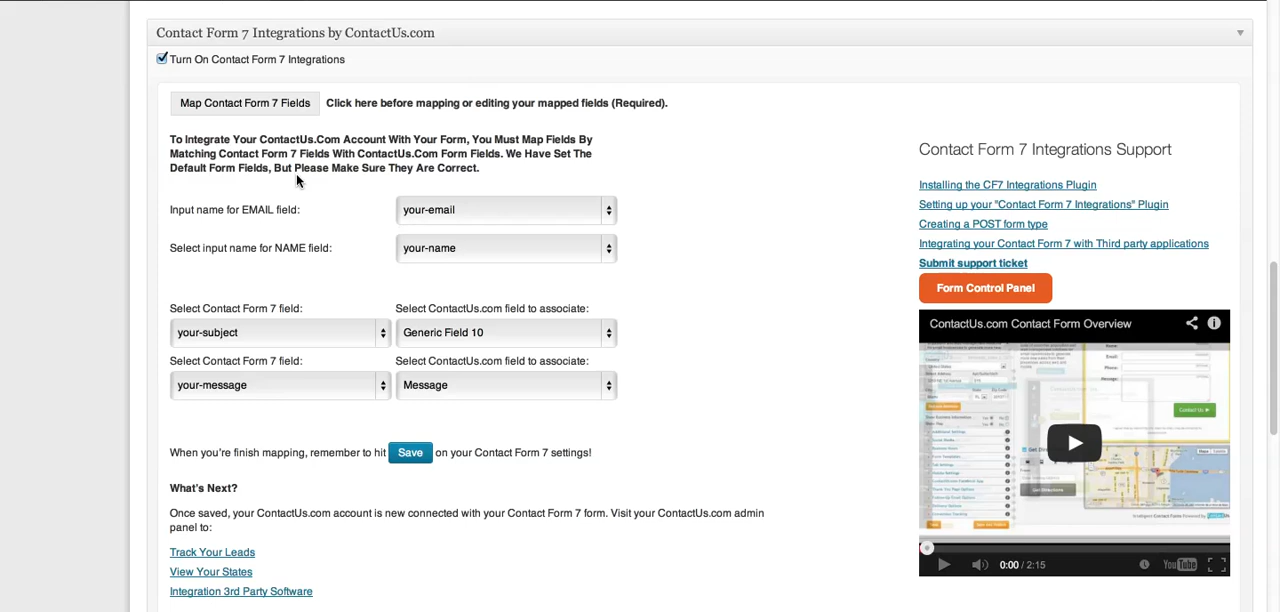 Contact Form 7 Integrations by ContactUs.com
Turn On Contact Form 7 Integrations
Map Contact Form 7 Fields Click here before mapping or editing your mapped fields (Required).
To Integrate Your ContactUs.Com Account With Your Form, You Must Map Fields By
Matching Contact Form 7 Fields With ContactUs.Com Form Fields. We Have Set The
Default Form Fields, But Please Make Sure They Are Correct.
Input name for EMAIL field: your-email
Select input name for NAME field: your-name
Select Contact Form 7 field: Select ContactUs.com field to associate:
your-subject Generic Field 10
Select Contact Form 7 field: Select ContactUs.com field to associate:
your-message Message
When you're finish mapping, remember to hit Save on your Contact Form 7 settings!
What's Next?
Once saved, your ContactUs.com account is new connected with your Contact Form 7 form. Visit your ContactUs.com admin
panel to:
Track Your Leads
View Your States
Integration 3rd Party Software
Contact Form 7 Integrations Support
Installing the CF7 Integrations Plugin
Setting up your "Contact Form 7 Integrations" Plugin
Creating a POST form type
Integrating your Contact Form 7 with Third party applications
Submit support ticket
Form Control Panel
ContactUs.com Contact Form Overview
0:00 / 2:15
YouTube